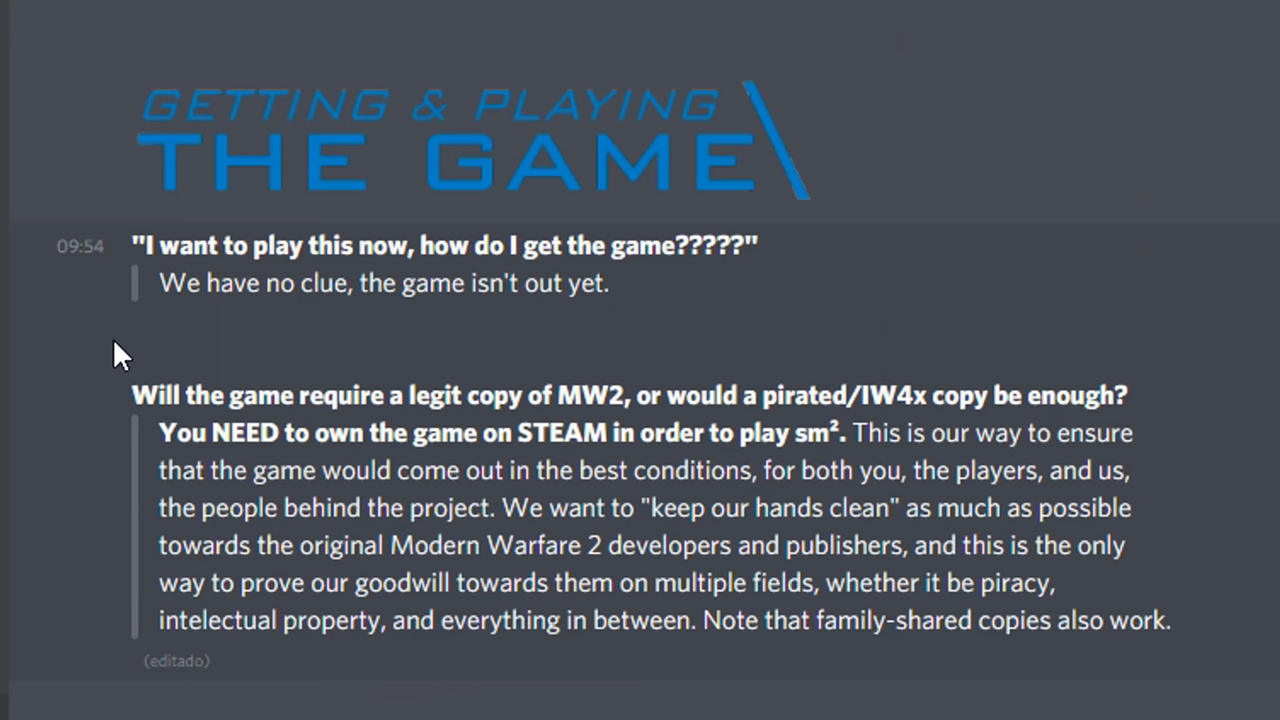 GETTING & PLAYING
THE GAME\
09:54 "I want to play this now, how do I get the game?????"
We have no clue, the game isn't out yet.
Will the game require a legit copy of MW2, or would a pirated/IW4x copy be enough?
You NEED to own the game on STEAM in order to play sm². This is our way to ensure
that the game would come out in the best conditions, for both you, the players, and us,
the people behind the project. We want to "keep our hands clean" as much as possible
towards the original Modern Warfare 2 developers and publishers, and this is the only
way to prove our goodwill towards them on multiple fields, whether it be piracy,
intelectual property, and everything in between. Note that family-shared copies also work.
(editado)